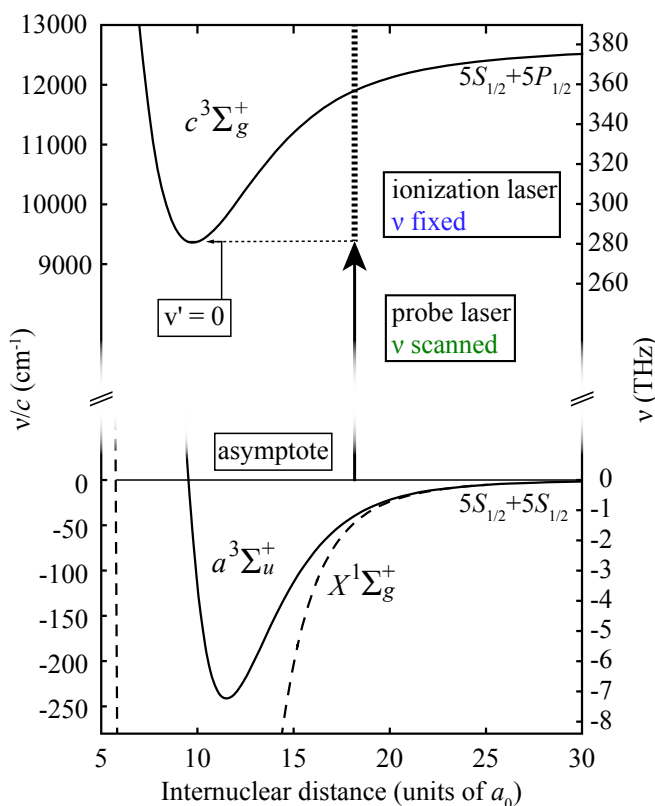 13000
12000
11000
10000
9000
0
-50
-100
-150
-200
-250
ν/c (cm⁻¹)
c³Σg⁺
5S₁/₂+5P₁/₂
ionization laser
ν fixed
v' = 0
probe laser
ν scanned
asymptote
5S₁/₂+5S₁/₂
a³Σu⁺
X¹Σg⁺
380
360
340
320
300
280
260
0
-1
-2
-3
-4
-5
-6
-7
-8
ν (THz)
5 10 15 20 25 30
Internuclear distance (units of a₀)